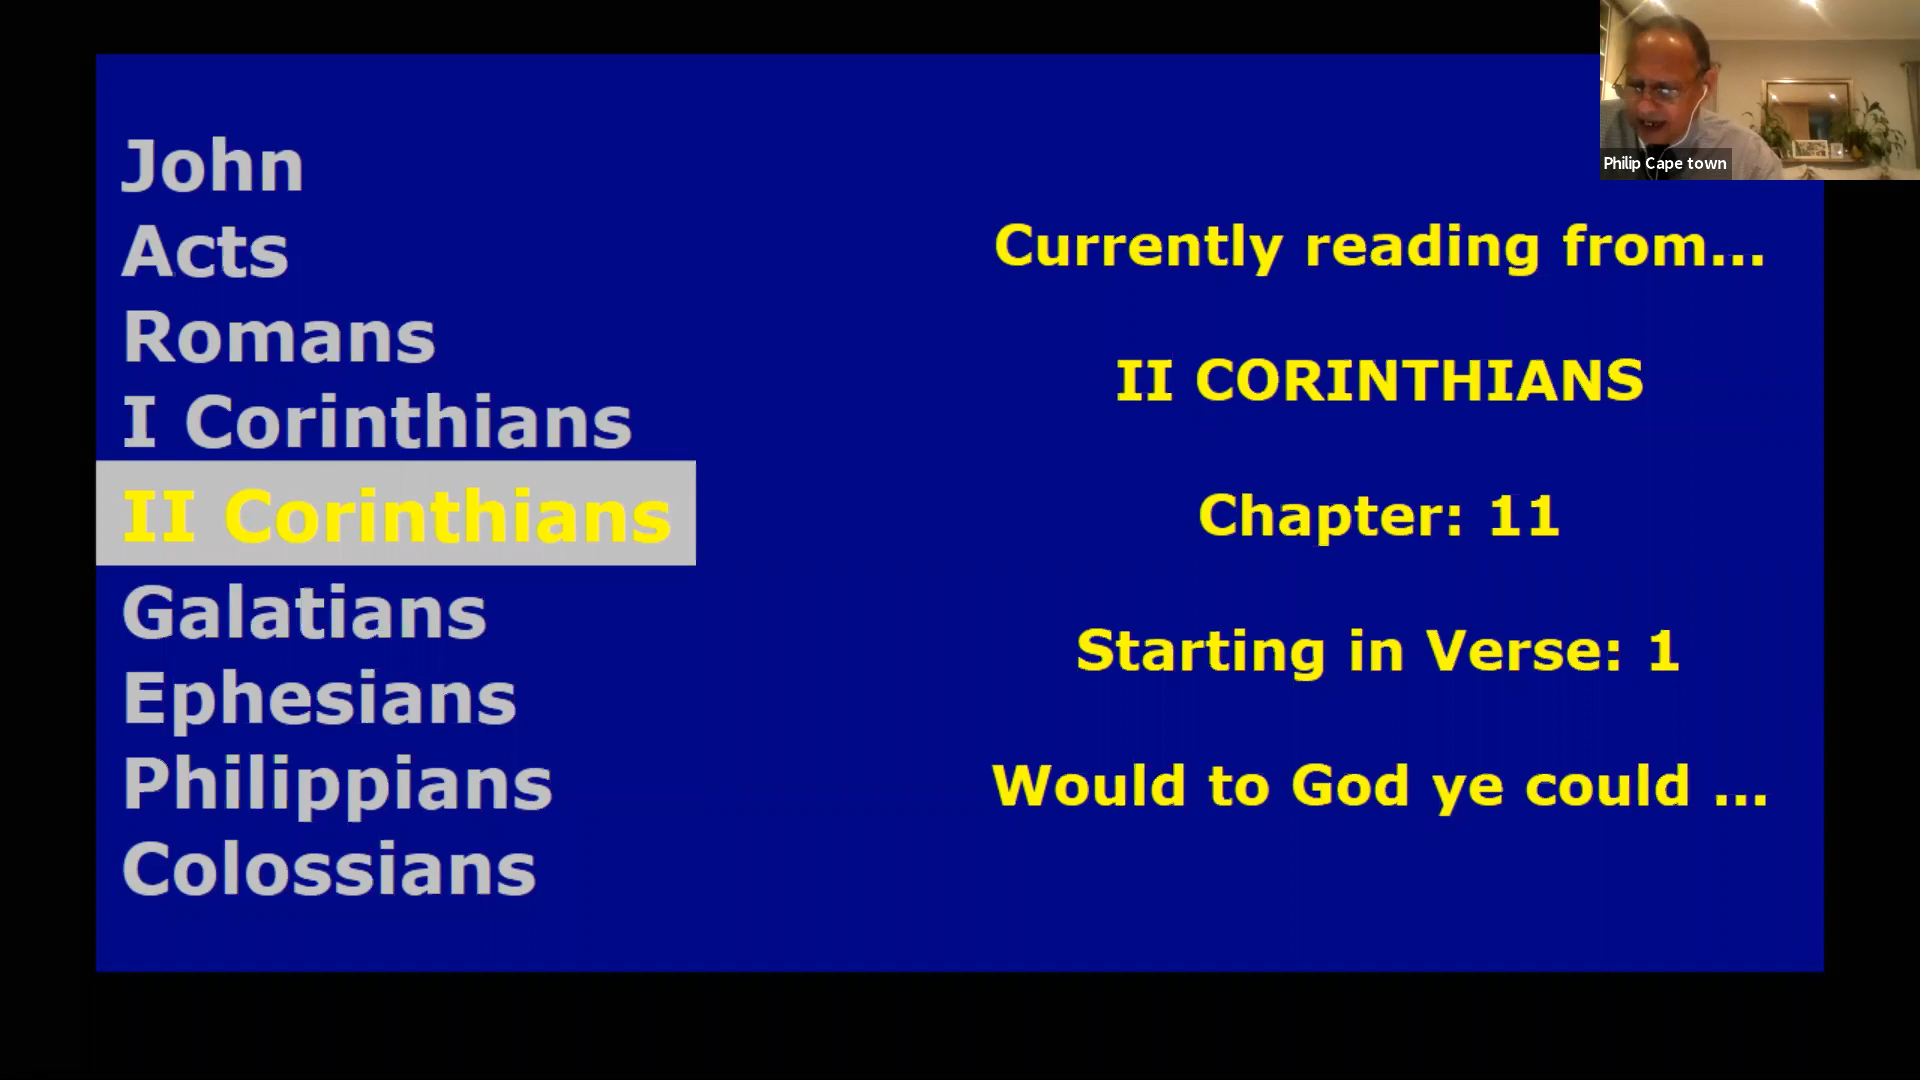 John
Acts
Romans
I Corinthians
II Corinthians
Galatians
Ephesians
Philippians
Colossians
Currently reading from...
II CORINTHIANS
Chapter: 11
Starting in Verse: 1
Would to God ye could ...
Philip Cape town